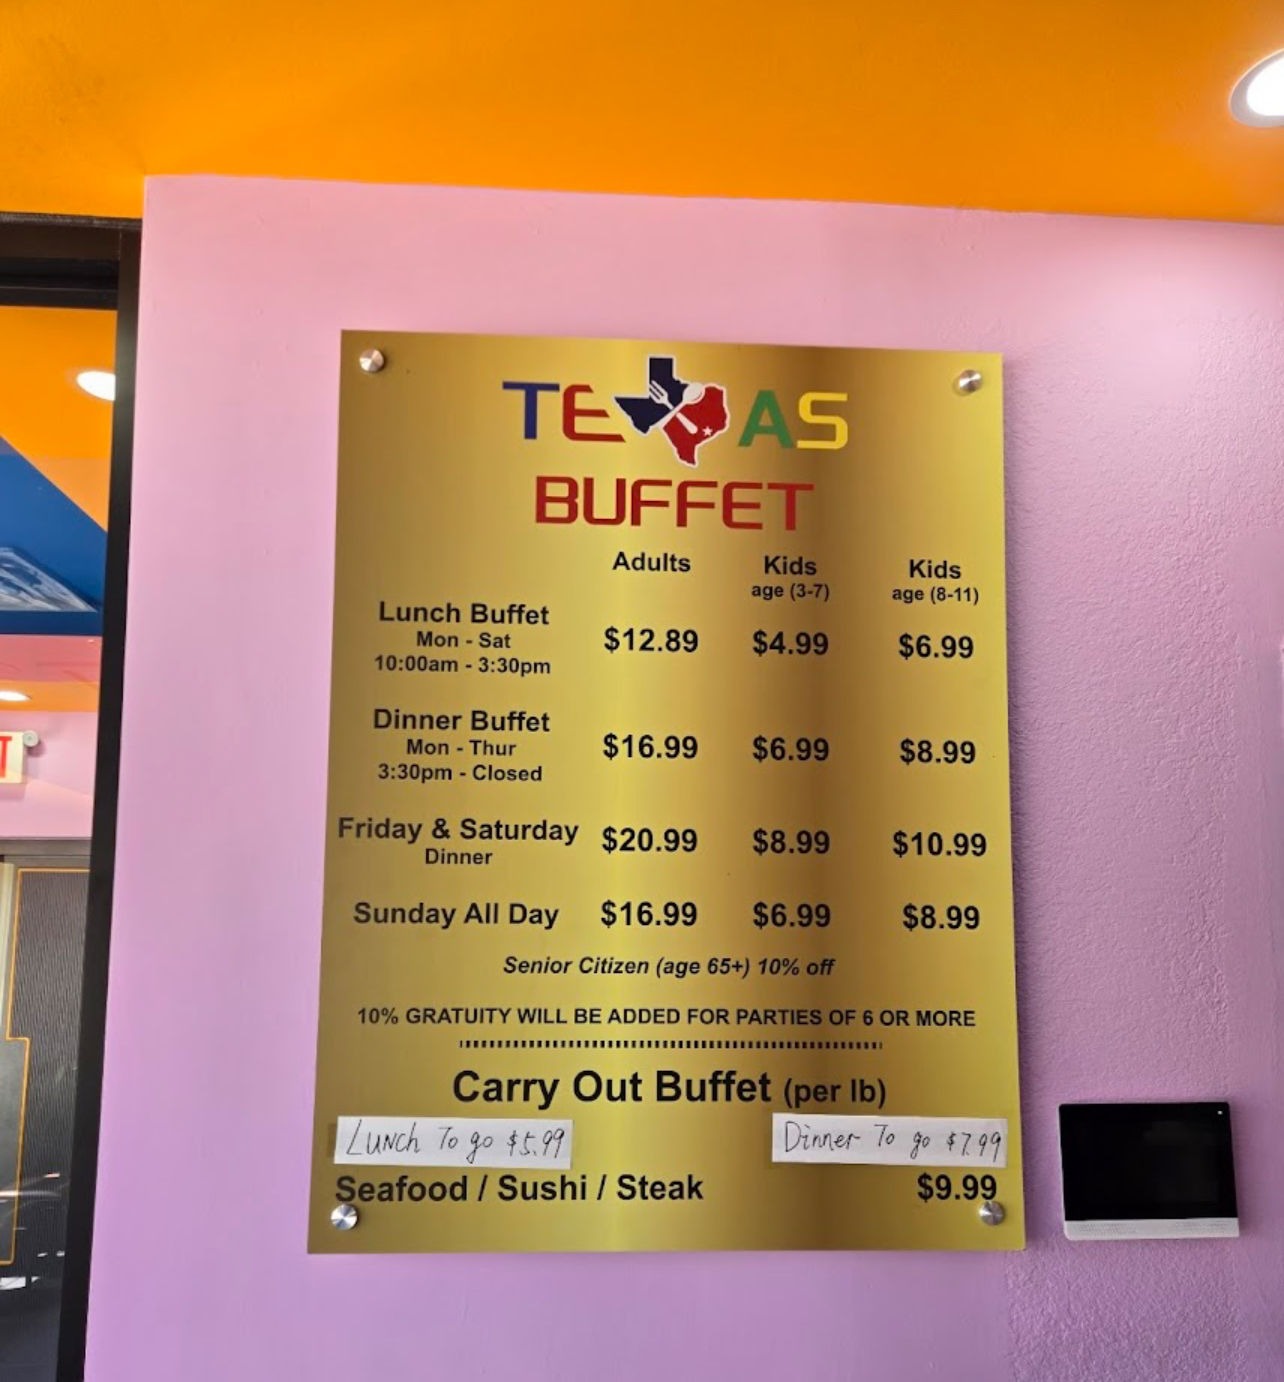 TEXAS
BUFFET
Adults Kids Kids
age (3-7) age (8-11)
Lunch Buffet
Mon - Sat $12.89 $4.99 $6.99
10:00am - 3:30pm
Dinner Buffet
Mon - Thur $16.99 $6.99 $8.99
3:30pm - Closed
Friday & Saturday $20.99 $8.99 $10.99
Dinner
Sunday All Day $16.99 $6.99 $8.99
Senior Citizen (age 65+) 10% off
10% GRATUITY WILL BE ADDED FOR PARTIES OF 6 OR MORE
Carry Out Buffet (per lb)
Lunch To go $5.99 Dinner To go $7.99
Seafood / Sushi / Steak $9.99